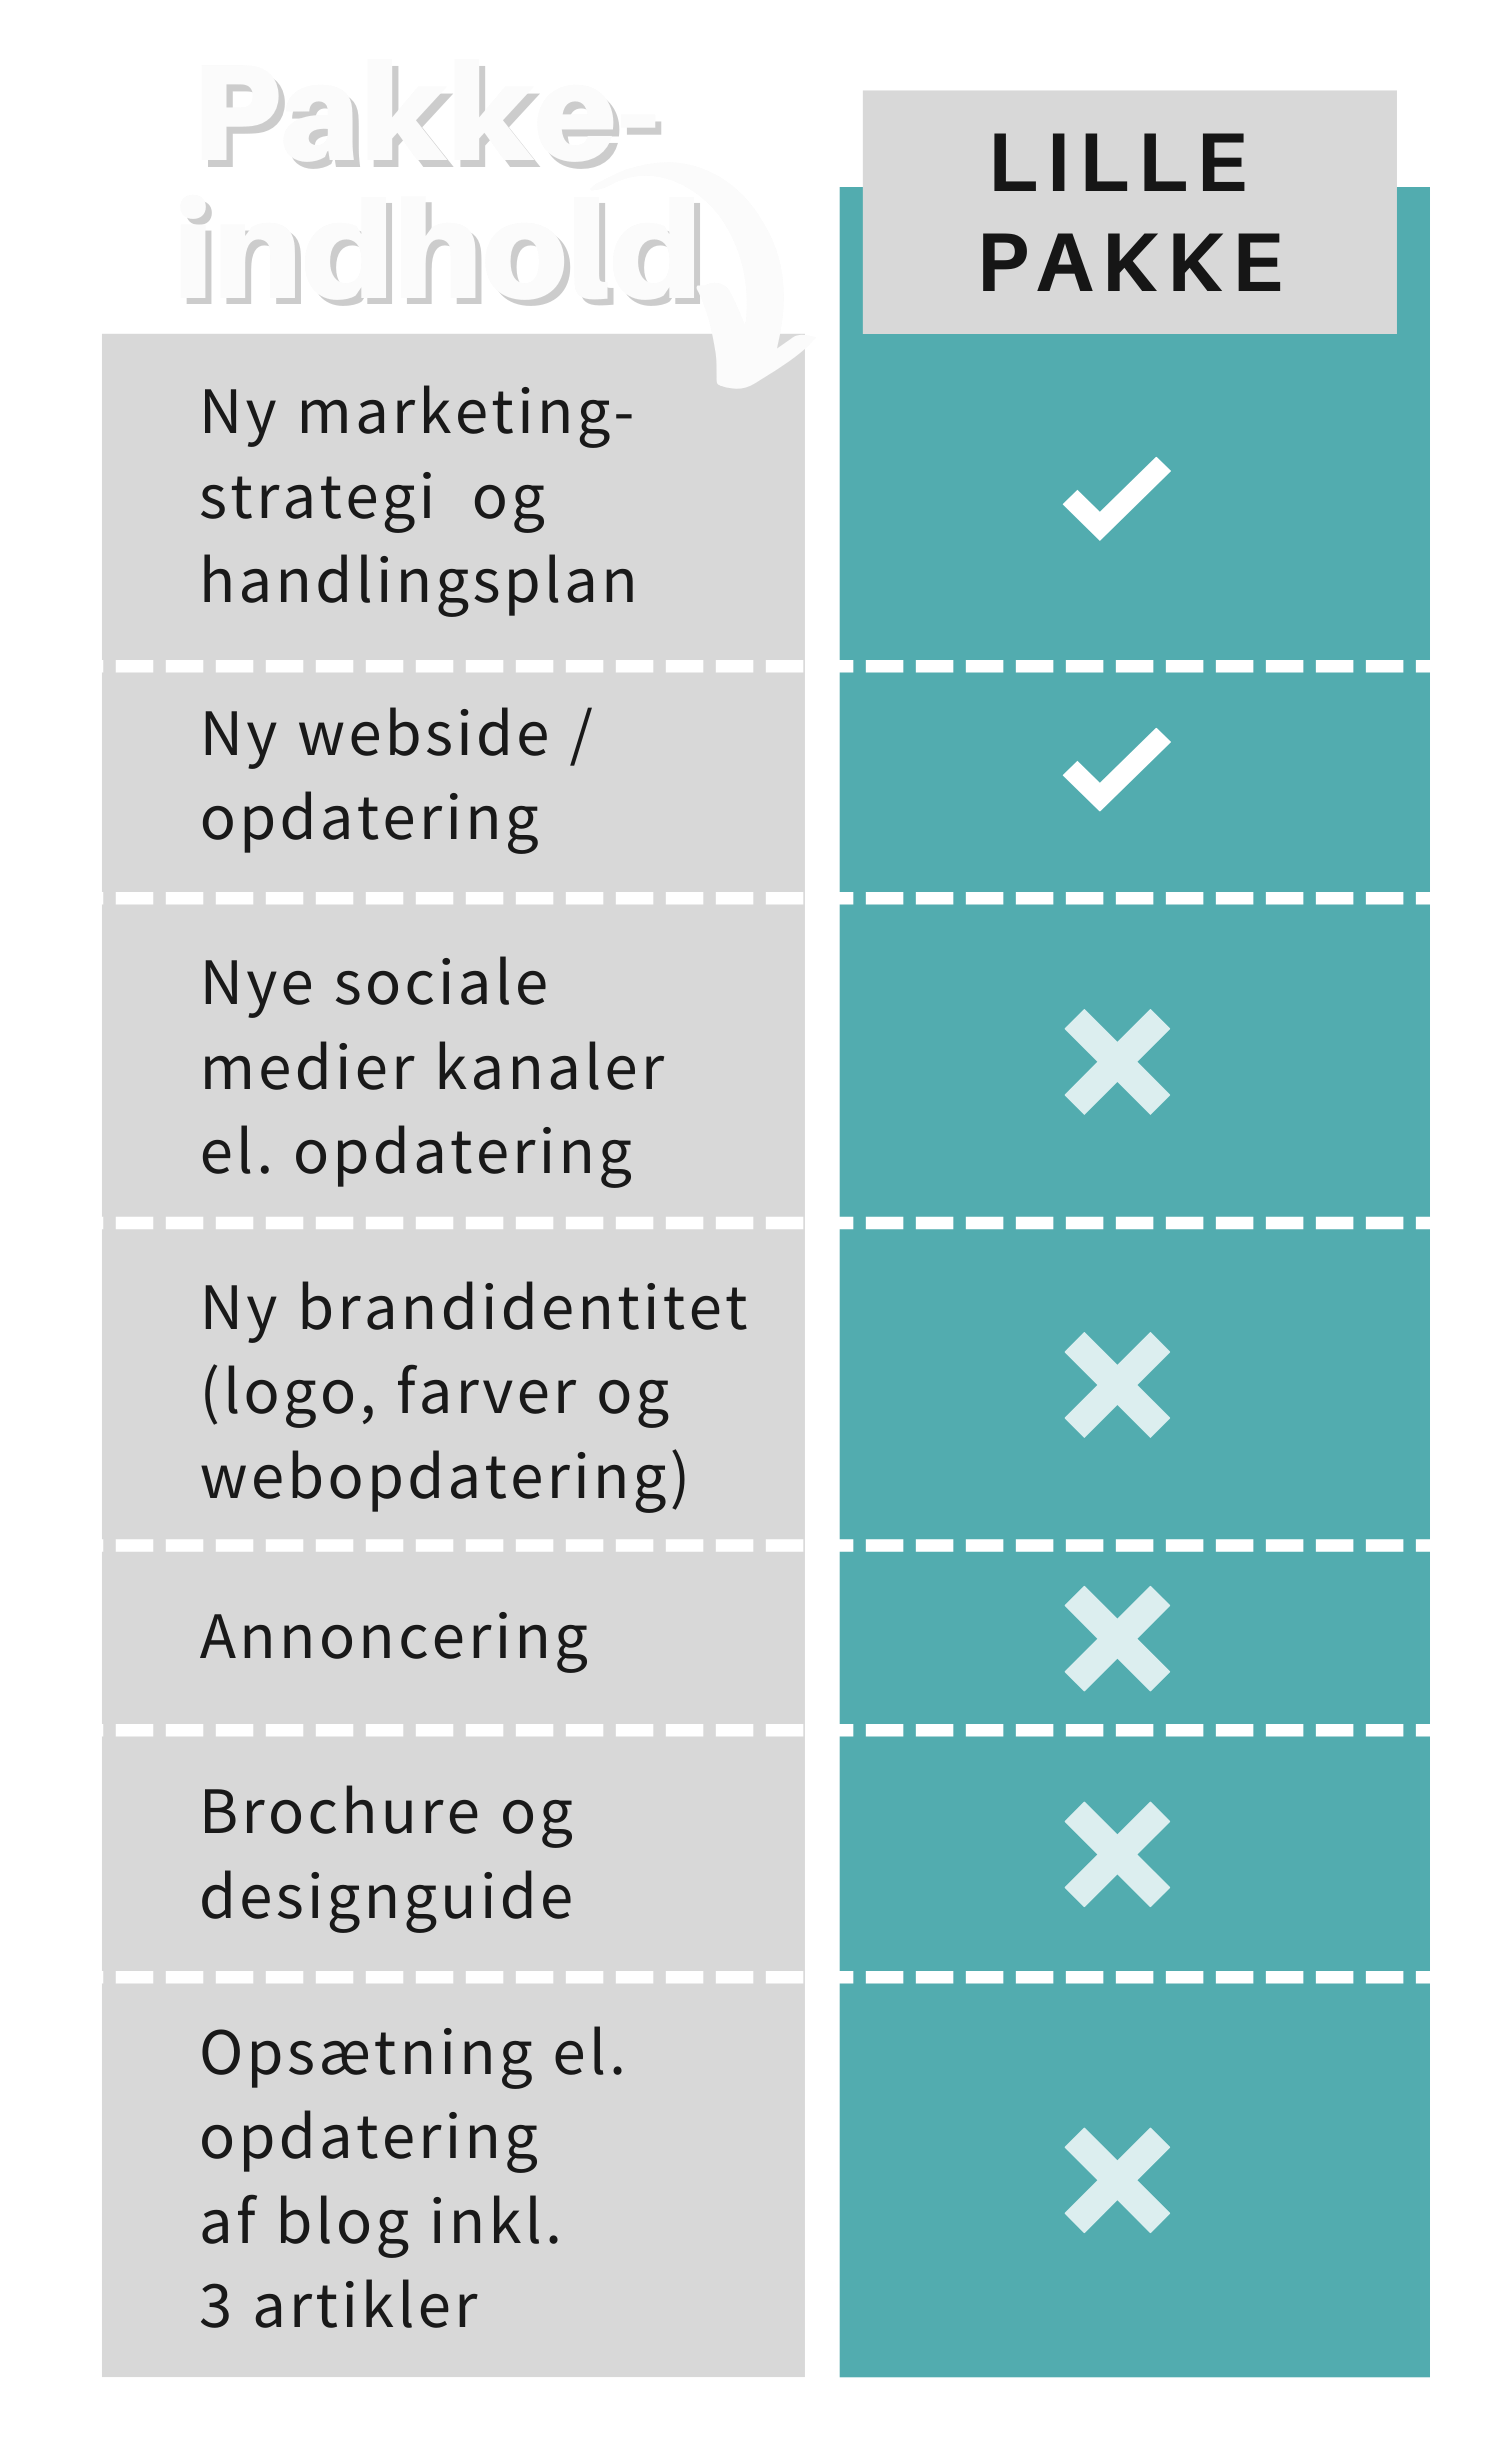 Pakke-
indhold
LILLE
PAKKE
Ny marketing-
strategi og
handlingsplan
Ny webside /
opdatering
Nye sociale
medier kanaler
el. opdatering
Ny brandidentitet
(logo, farver og
webopdatering)
Annoncering
Brochure og
designguide
Opsætning el.
opdatering
af blog inkl.
3 artikler